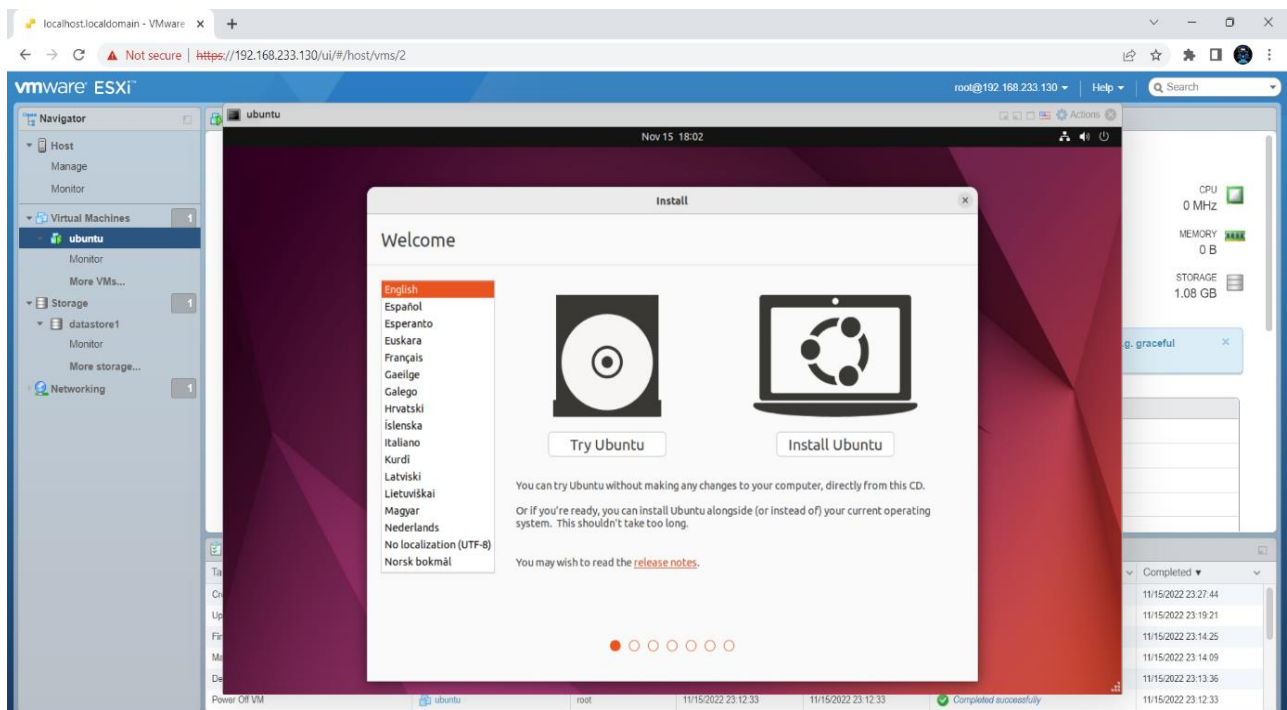 localhost.localdomain - VMware
Not secure | https://192.168.233.130/ui/#/host/vms/2
vmware ESXi™
root@192.168.233.130 | Help | Search
Navigator
ubuntu
Actions
Nov 15 18:02
Host
Manage
Monitor
Virtual Machines 1
ubuntu
Monitor
More VMs...
Storage 1
datastore1
Monitor
More storage...
Networking 1
Install
Welcome
English
Español
Esperanto
Euskara
Français
Gaeilge
Galego
Hrvatski
Íslenska
Italiano
Kurdî
Latviski
Lietuviškai
Magyar
Nederlands
No localization (UTF-8)
Norsk bokmål
Try Ubuntu
Install Ubuntu
You can try Ubuntu without making any changes to your computer, directly from this CD.
Or if you're ready, you can install Ubuntu alongside (or instead of) your current operating
system. This shouldn't take too long.
You may wish to read the release notes.
CPU
0 MHz
MEMORY
0 B
STORAGE
1.08 GB
.g. graceful
Completed
11/15/2022 23:27:44
11/15/2022 23:19:21
11/15/2022 23:14:25
11/15/2022 23:14:09
11/15/2022 23:13:36
Power Off VM ubuntu root 11/15/2022 23:12:33 11/15/2022 23:12:33 Completed successfully 11/15/2022 23:12:33